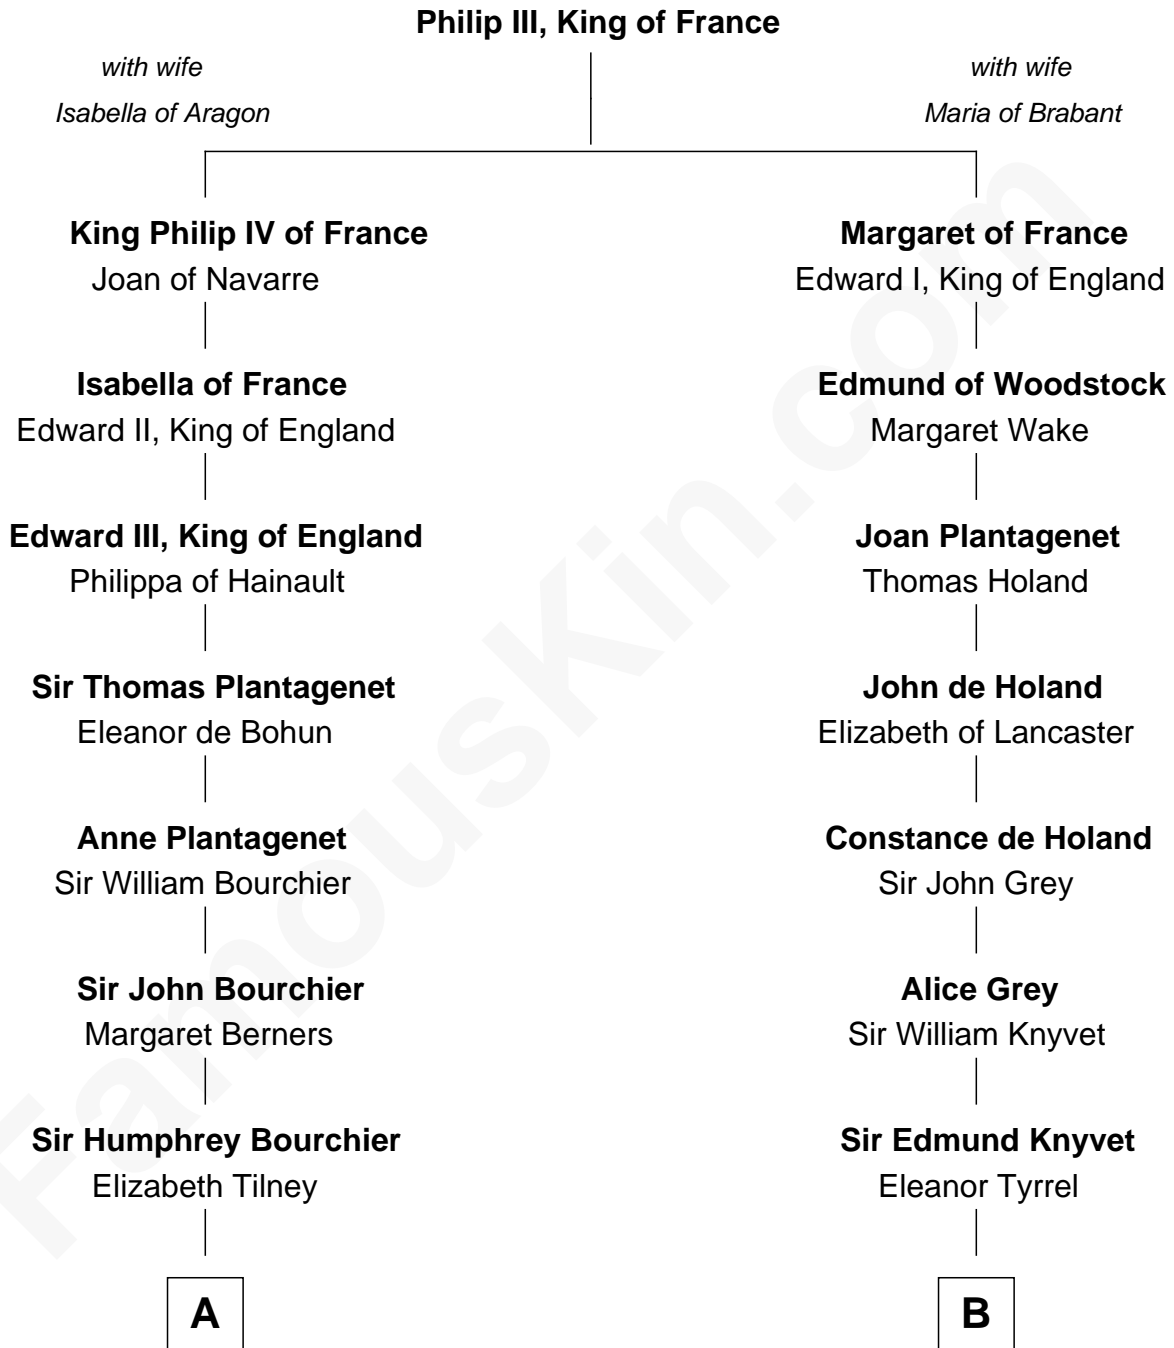 Philip III, King of France
with wife
Isabella of Aragon
with wife
Maria of Brabant
King Philip IV of France
Joan of Navarre
Margaret of France
Edward I, King of England
Isabella of France
Edward II, King of England
Edmund of Woodstock
Margaret Wake
Edward III, King of England
Philippa of Hainault
Joan Plantagenet
Thomas Holand
Sir Thomas Plantagenet
Eleanor de Bohun
John de Holand
Elizabeth of Lancaster
Anne Plantagenet
Sir William Bourchier
Constance de Holand
Sir John Grey
Sir John Bourchier
Margaret Berners
Alice Grey
Sir William Knyvet
Sir Humphrey Bourchier
Elizabeth Tilney
Sir Edmund Knyvet
Eleanor Tyrrel
A
B
FamousKin.com